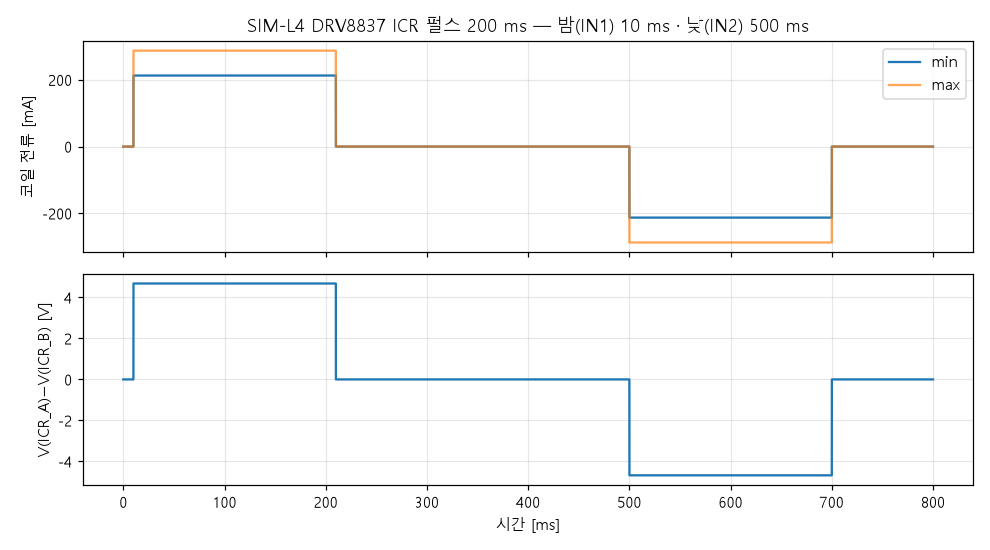 SIM-L4 DRV8837 ICR 펄스 200 ms — 밤(IN1) 10 ms · 낮(IN2) 500 ms
코일 전류 [mA]
200
0
-200
min
max
V(ICR_A)−V(ICR_B) [V]
4
2
0
-2
-4
0 100 200 300 400 500 600 700 800
시간 [ms]